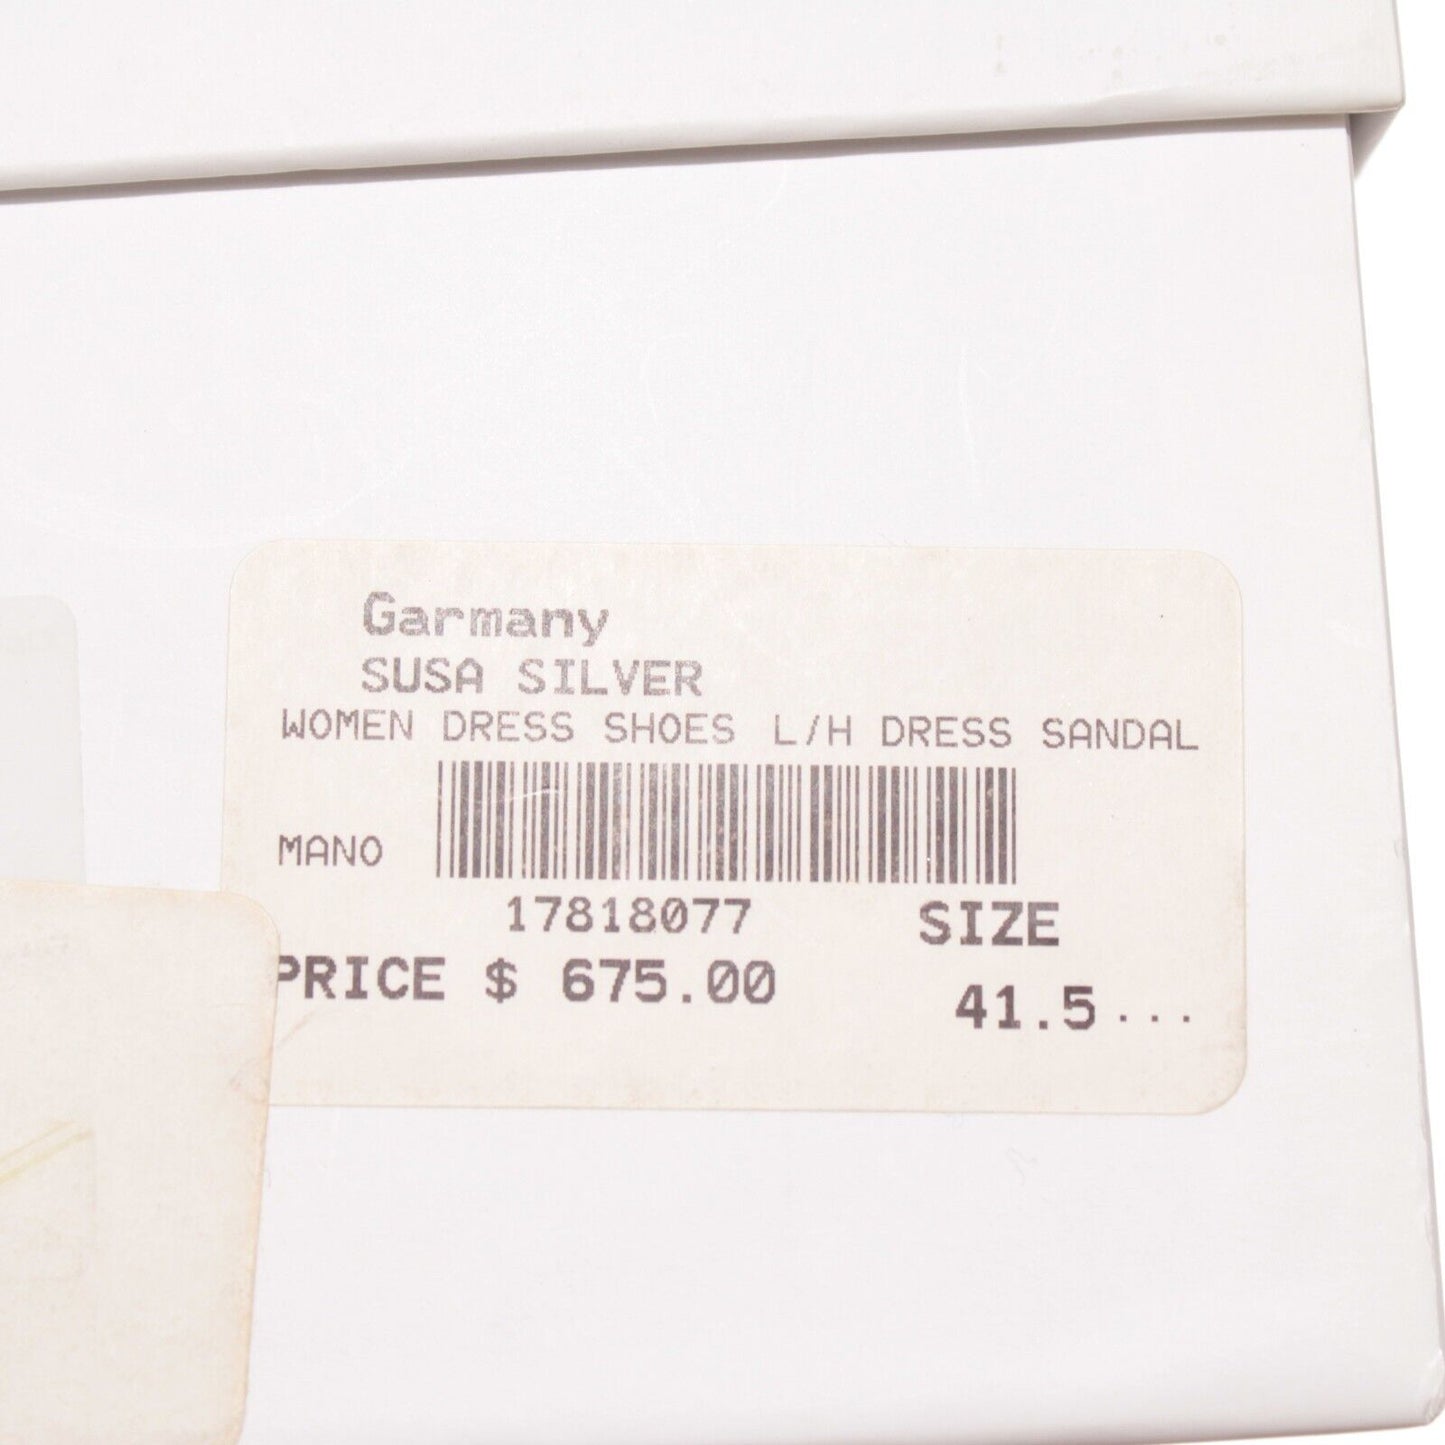 Garmany
SUSA SILVER
WOMEN DRESS SHOES L/H DRESS SANDAL
MANO
17818077
SIZE
PRICE $ 675.00
41.5 ...